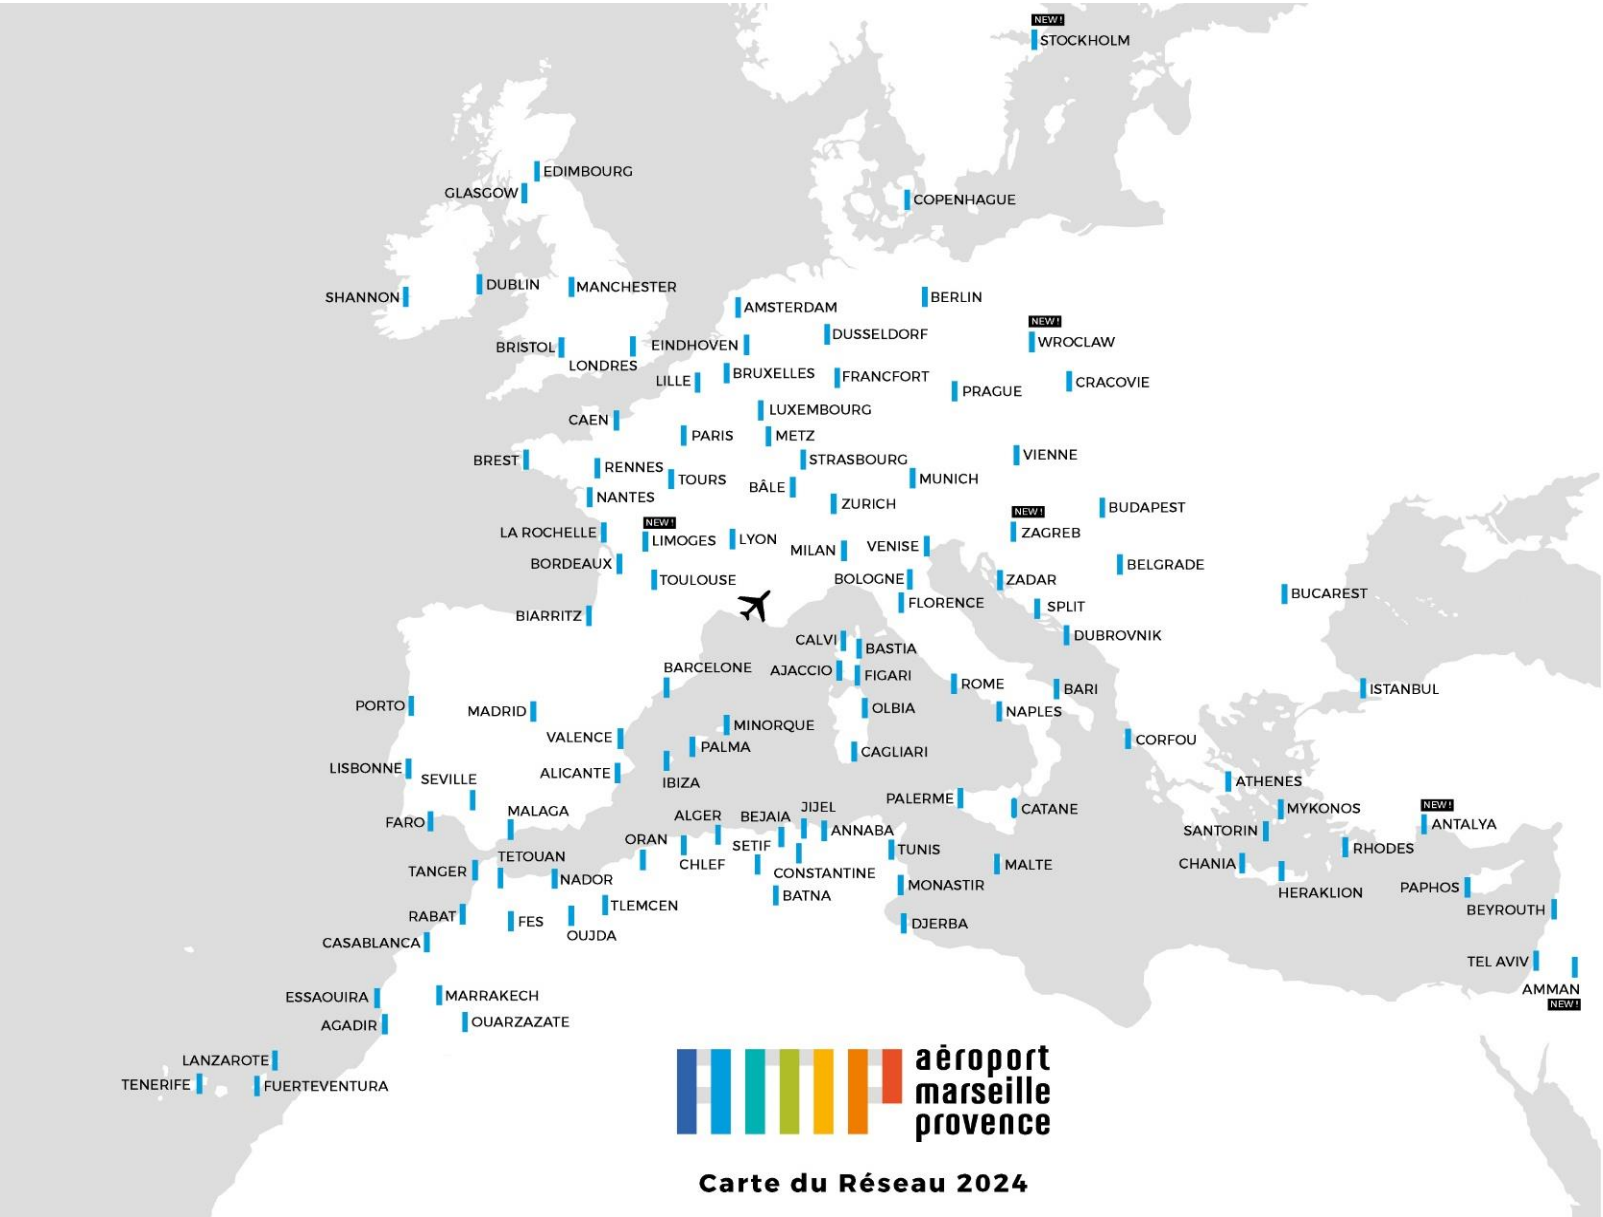 NEW!
STOCKHOLM
EDIMBOURG
GLASGOW
COPENHAGUE
DUBLIN
MANCHESTER
SHANNON
BERLIN
AMSTERDAM
NEW!
WROCLAW
DUSSELDORF
BRISTOL
EINDHOVEN
LONDRES
BRUXELLES
FRANCFORT
LILLE
CRACOVIE
PRAGUE
LUXEMBOURG
CAEN
PARIS
METZ
VIENNE
BREST
STRASBOURG
RENNES
TOURS
MUNICH
BÂLE
NANTES
ZURICH
BUDAPEST
NEW!
ZAGREB
NEW!
LA ROCHELLE
LIMOGES
LYON
MILAN
VENISE
BORDEAUX
BELGRADE
TOULOUSE
BOLOGNE
ZADAR
BUCAREST
FLORENCE
SPLIT
BIARRITZ
DUBROVNIK
CALVI
BASTIA
BARCELONE
AJACCIO
FIGARI
ROME
BARI
ISTANBUL
PORTO
MADRID
OLBIA
NAPLES
MINORQUE
VALENCE
CORFOU
PALMA
CAGLIARI
LISBONNE
SEVILLE
ALICANTE
IBIZA
ATHENES
PALERME
CATANE
MYKONOS
NEW!
ANTALYA
MALAGA
ALGER
BEJAIA
JIJEL
FARO
ANNABA
SANTORIN
ORAN
SETIF
TUNIS
RHODES
TETOUAN
CHLEF
CONSTANTINE
MALTE
CHANIA
TANGER
NADOR
MONASTIR
HERAKLION
PAPHOS
BATNA
TLEMCEN
BEYROUTH
RABAT
FES
OUJDA
DJERBA
CASABLANCA
TEL AVIV
AMMAN
NEW!
ESSAOUIRA
MARRAKECH
AGADIR
OUARZAZATE
LANZAROTE
TENERIFE
FUERTEVENTURA
aéroport
marseille
provence
Carte du Réseau 2024